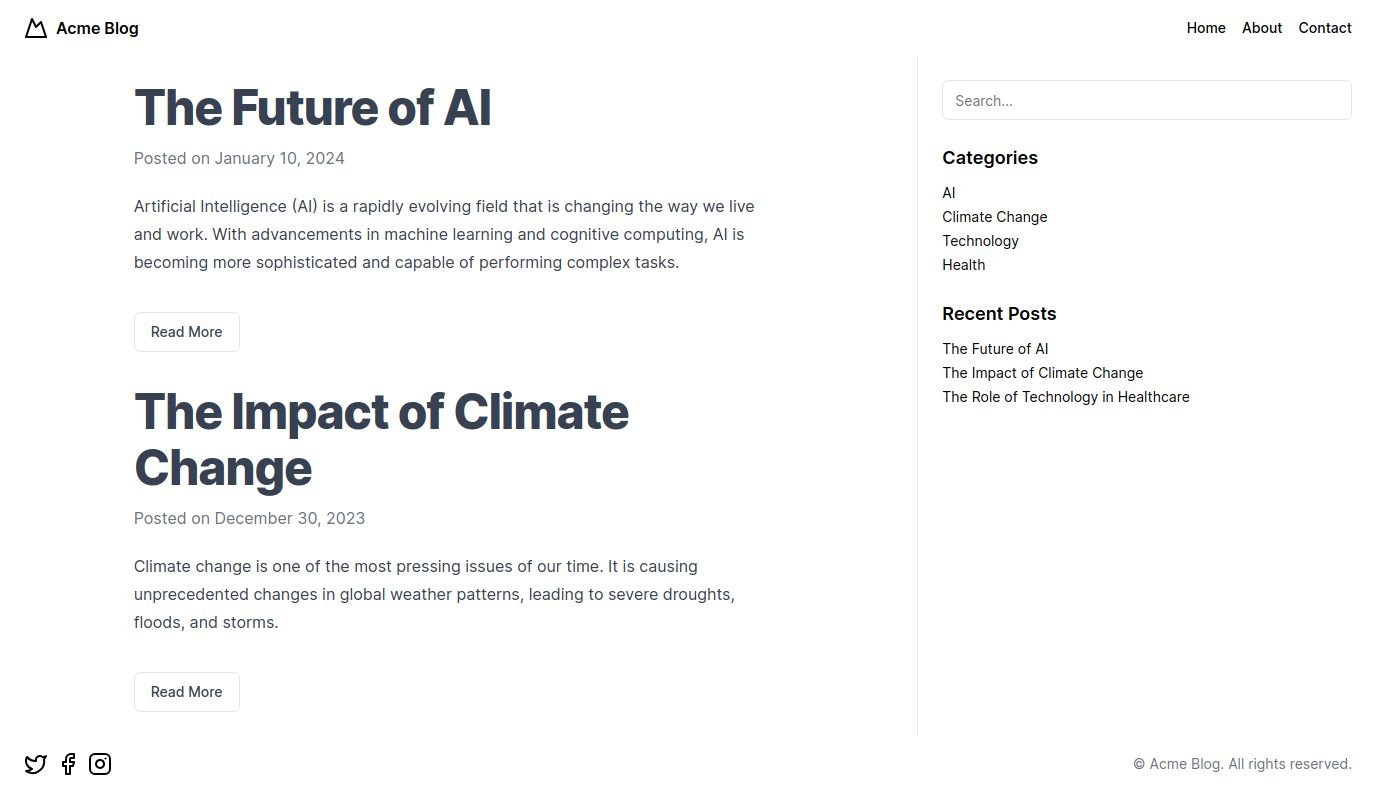 Acme Blog
Home About Contact
The Future of AI
Posted on January 10, 2024
Artificial Intelligence (AI) is a rapidly evolving field that is changing the way we live
and work. With advancements in machine learning and cognitive computing, AI is
becoming more sophisticated and capable of performing complex tasks.
Read More
The Impact of Climate
Change
Posted on December 30, 2023
Climate change is one of the most pressing issues of our time. It is causing
unprecedented changes in global weather patterns, leading to severe droughts,
floods, and storms.
Read More
Search...
Categories
AI
Climate Change
Technology
Health
Recent Posts
The Future of AI
The Impact of Climate Change
The Role of Technology in Healthcare
© Acme Blog. All rights reserved.